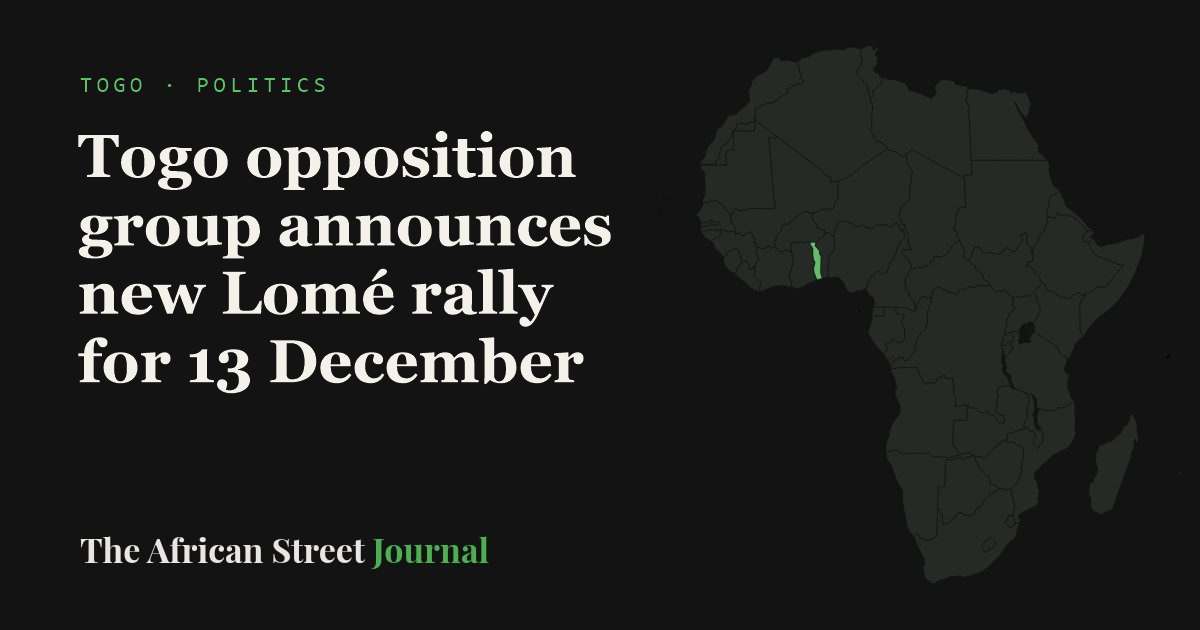 TOGO · POLITICS
Togo opposition
group announces
new Lomé rally
for 13 December
The African Street Journal